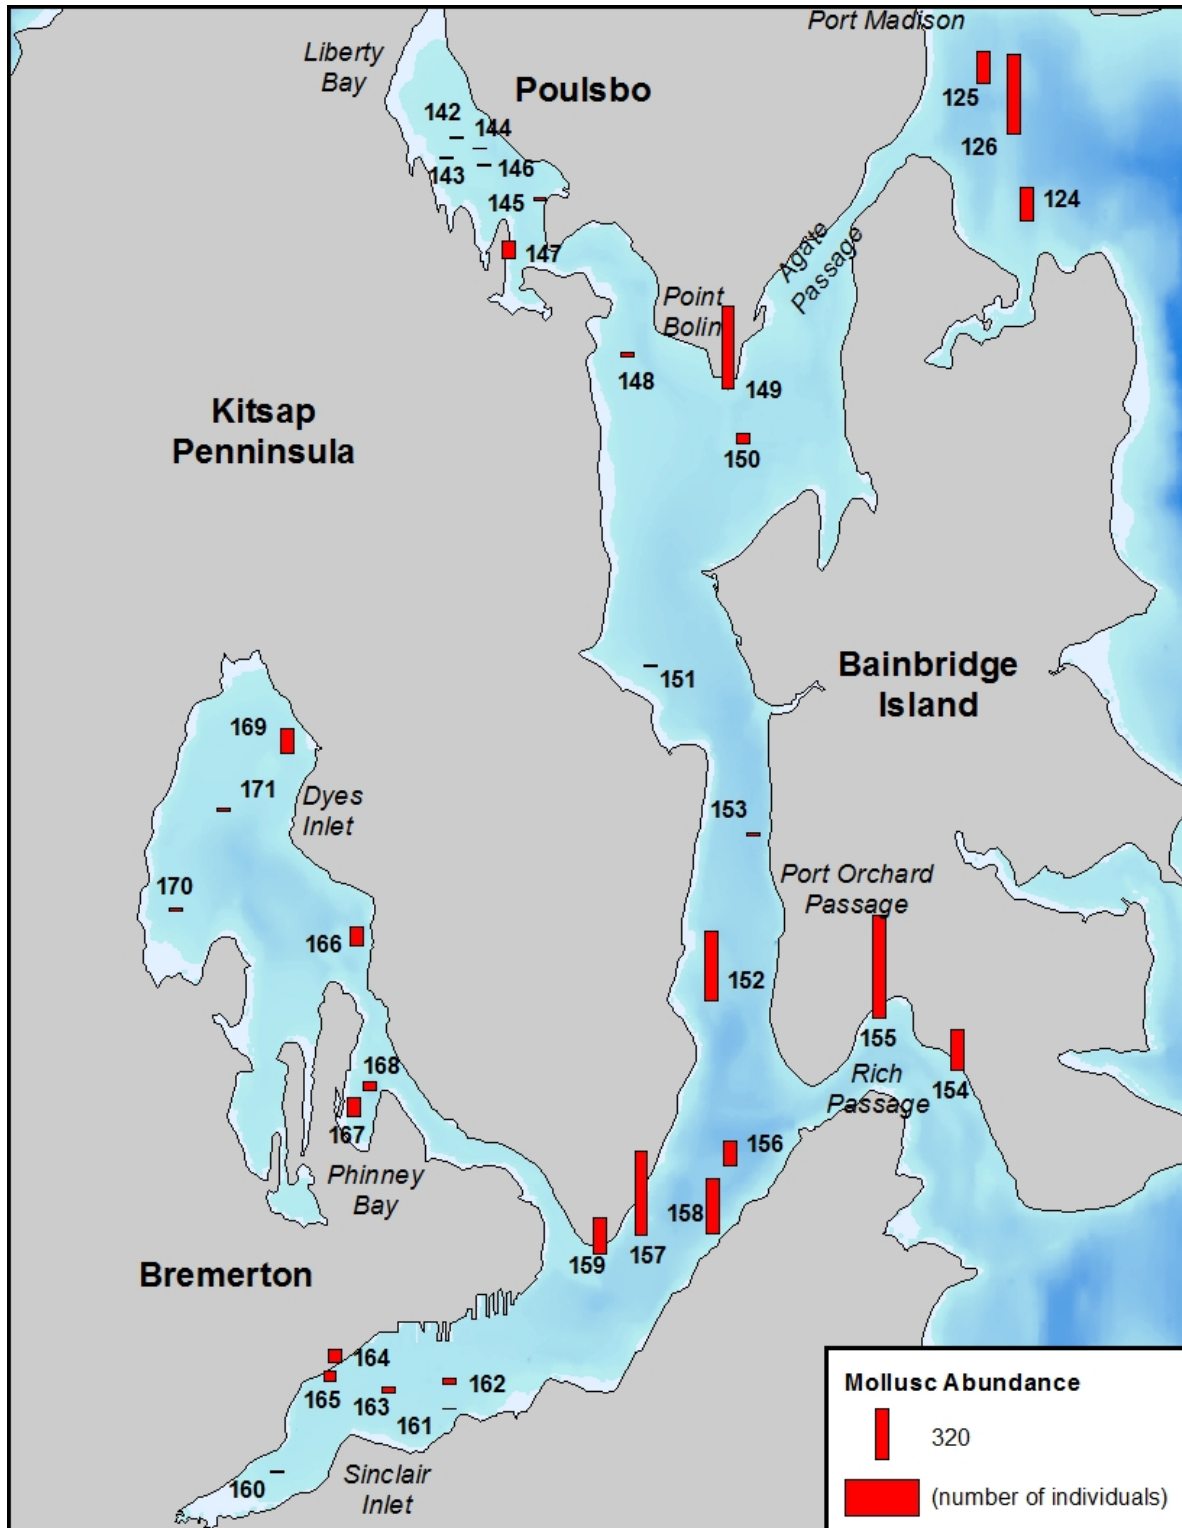 Port Madison
Liberty
Bay
Poulsbo
125
142
144
126
143
146
124
145
147
Agate
Passage
Point
Bolin
148
149
Kitsap
Penninsula
150
Bainbridge
Island
151
169
171
Dyes
Inlet
153
170
Port Orchard
Passage
166
152
155
168
Rich
Passage
154
167
156
Phinney
Bay
158
157
159
Bremerton
164
165
163
162
161
Sinclair
Inlet
160
Mollusc Abundance
320
(number of individuals)